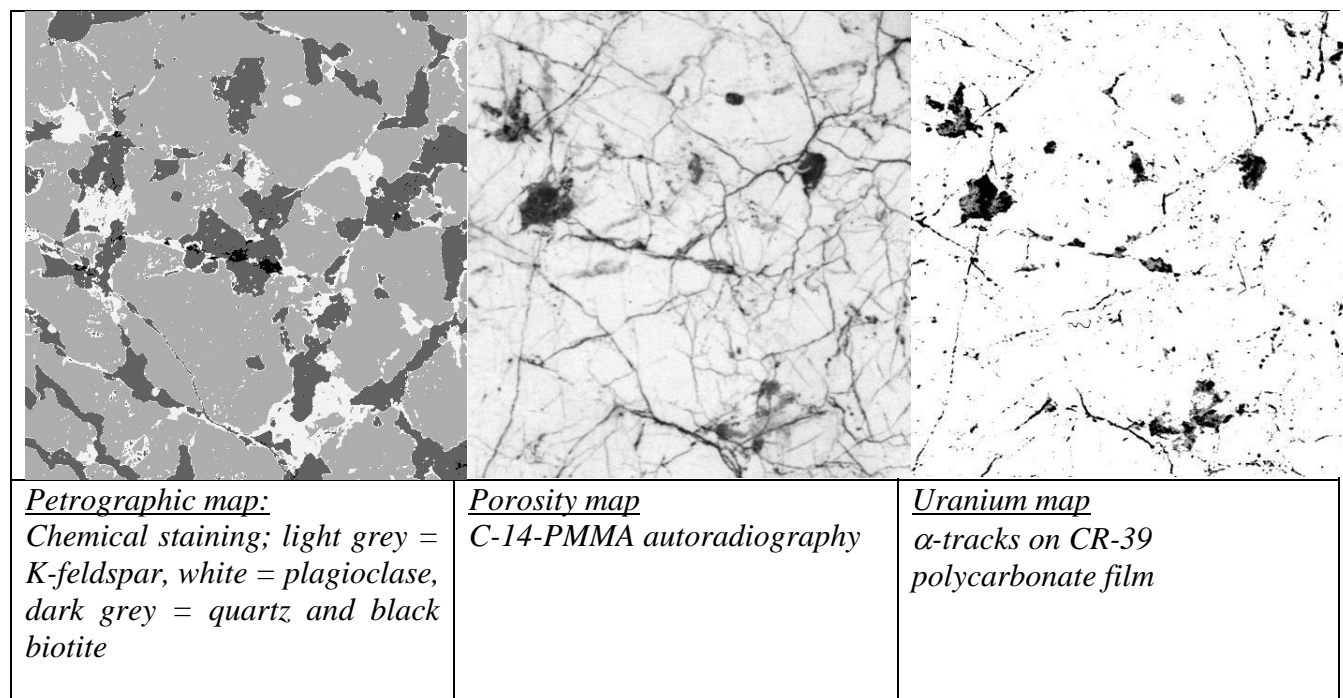 Petrographic map:
Chemical staining; light grey =
K-feldspar, white = plagioclase,
dark grey = quartz and black
biotite
Porosity map
C-14-PMMA autoradiography
Uranium map
α-tracks on CR-39
polycarbonate film